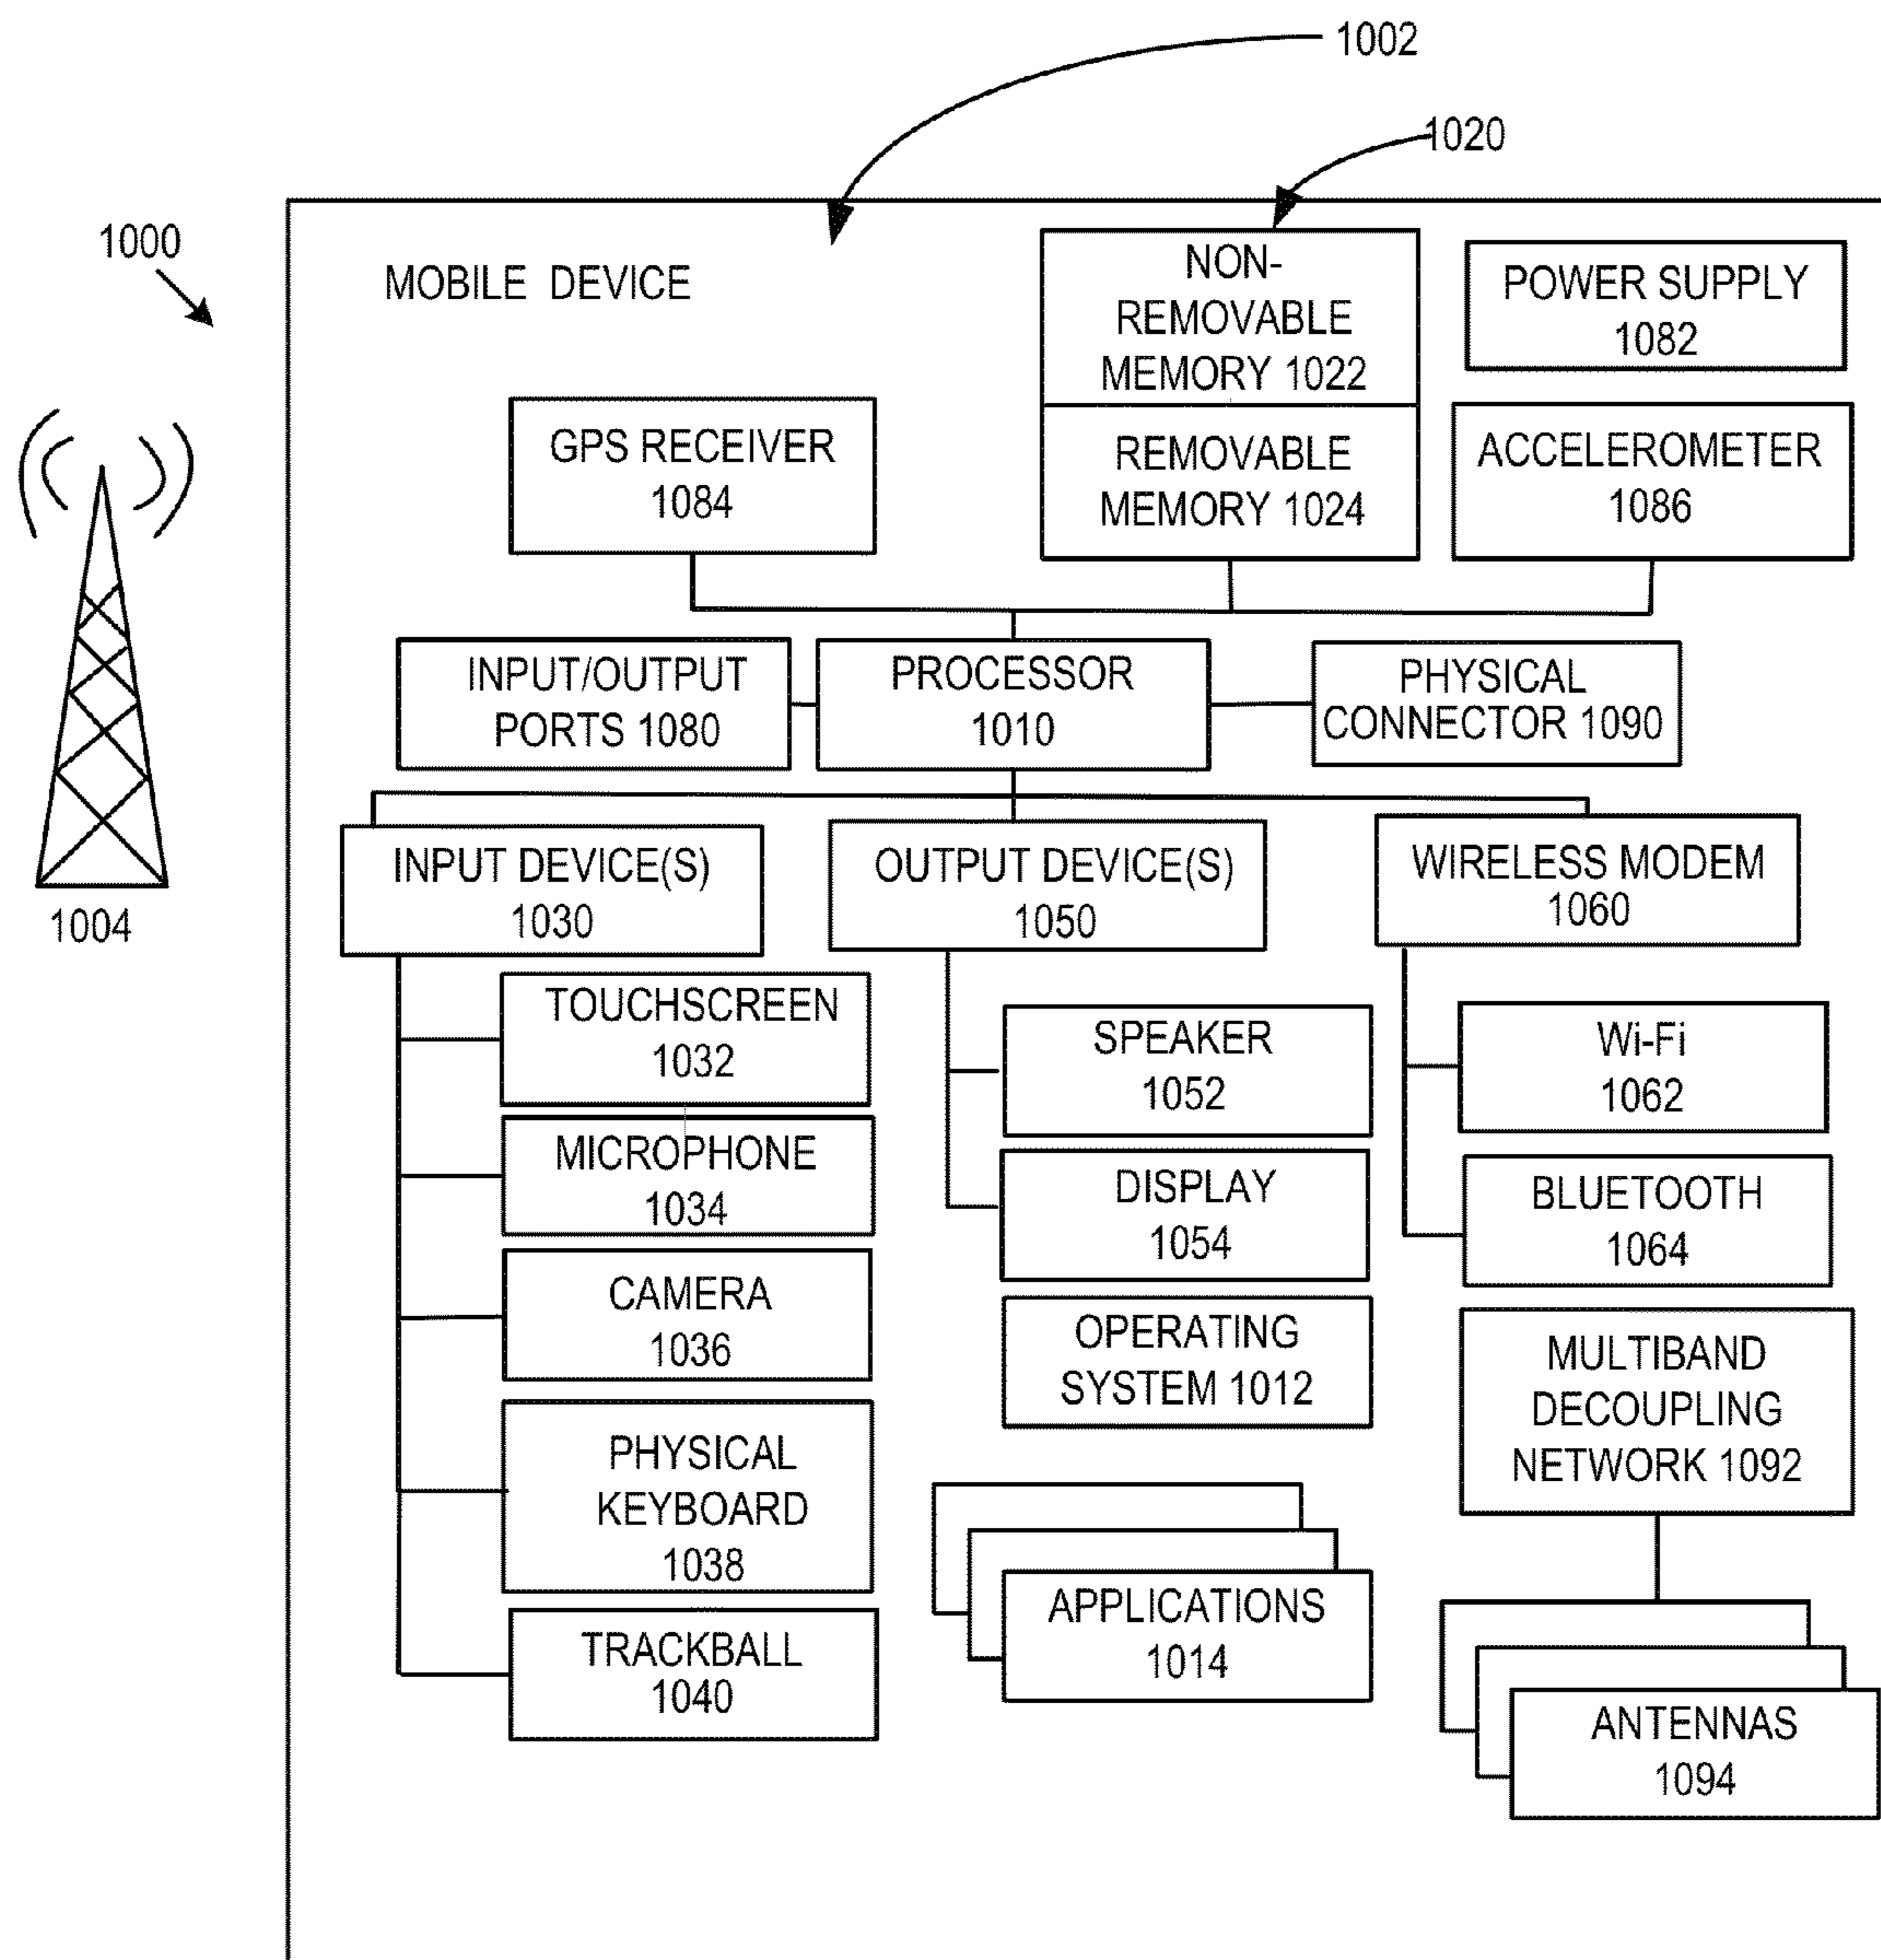 1002
1020
1000
MOBILE DEVICE
NON-
REMOVABLE
MEMORY 1022
POWER SUPPLY
1082
GPS RECEIVER
1084
REMOVABLE
MEMORY 1024
ACCELEROMETER
1086
INPUT/OUTPUT
PORTS 1080
PROCESSOR
1010
PHYSICAL
CONNECTOR 1090
1004
INPUT DEVICE(S)
1030
OUTPUT DEVICE(S)
1050
WIRELESS MODEM
1060
TOUCHSCREEN
1032
MICROPHONE
1034
CAMERA
1036
PHYSICAL
KEYBOARD
1038
TRACKBALL
1040
SPEAKER
1052
DISPLAY
1054
OPERATING
SYSTEM 1012
APPLICATIONS
1014
Wi-Fi
1062
BLUETOOTH
1064
MULTIBAND
DECOUPLING
NETWORK 1092
ANTENNAS
1094